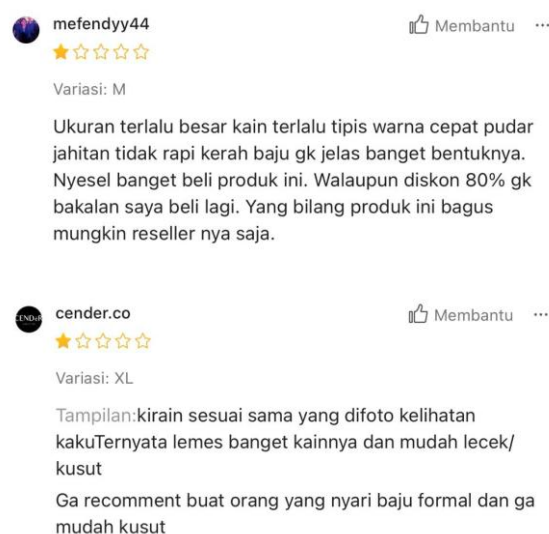 mefendyy44
Membantu
Variasi: M
Ukuran terlalu besar kain terlalu tipis warna cepat pudar
jahitan tidak rapi kerah baju gk jelas banget bentuknya.
Nyesel banget beli produk ini. Walaupun diskon 80% gk
bakalan saya beli lagi. Yang bilang produk ini bagus
mungkin reseller nya saja.
cender.co
Membantu
Variasi: XL
Tampilan:kirain sesuai sama yang difoto kelihatan
kakuTernyata lemes banget kainnya dan mudah lecek/
kusut
Ga recomment buat orang yang nyari baju formal dan ga
mudah kusut